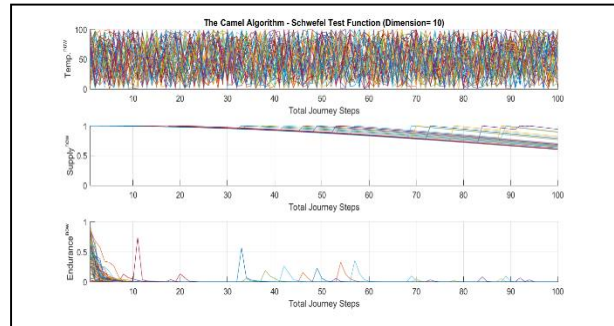 The Camel Algorithm - Schwefel Test Function (Dimension= 10)
100
50
0
Temp.now
10 20 30 40 50 60 70 80 90 100
Total Journey Steps
1
0.5
0
Supplynow
10 20 30 40 50 60 70 80 90 100
Total Journey Steps
1
0.5
0
Endurancenow
10 20 30 40 50 60 70 80 90 100
Total Journey Steps